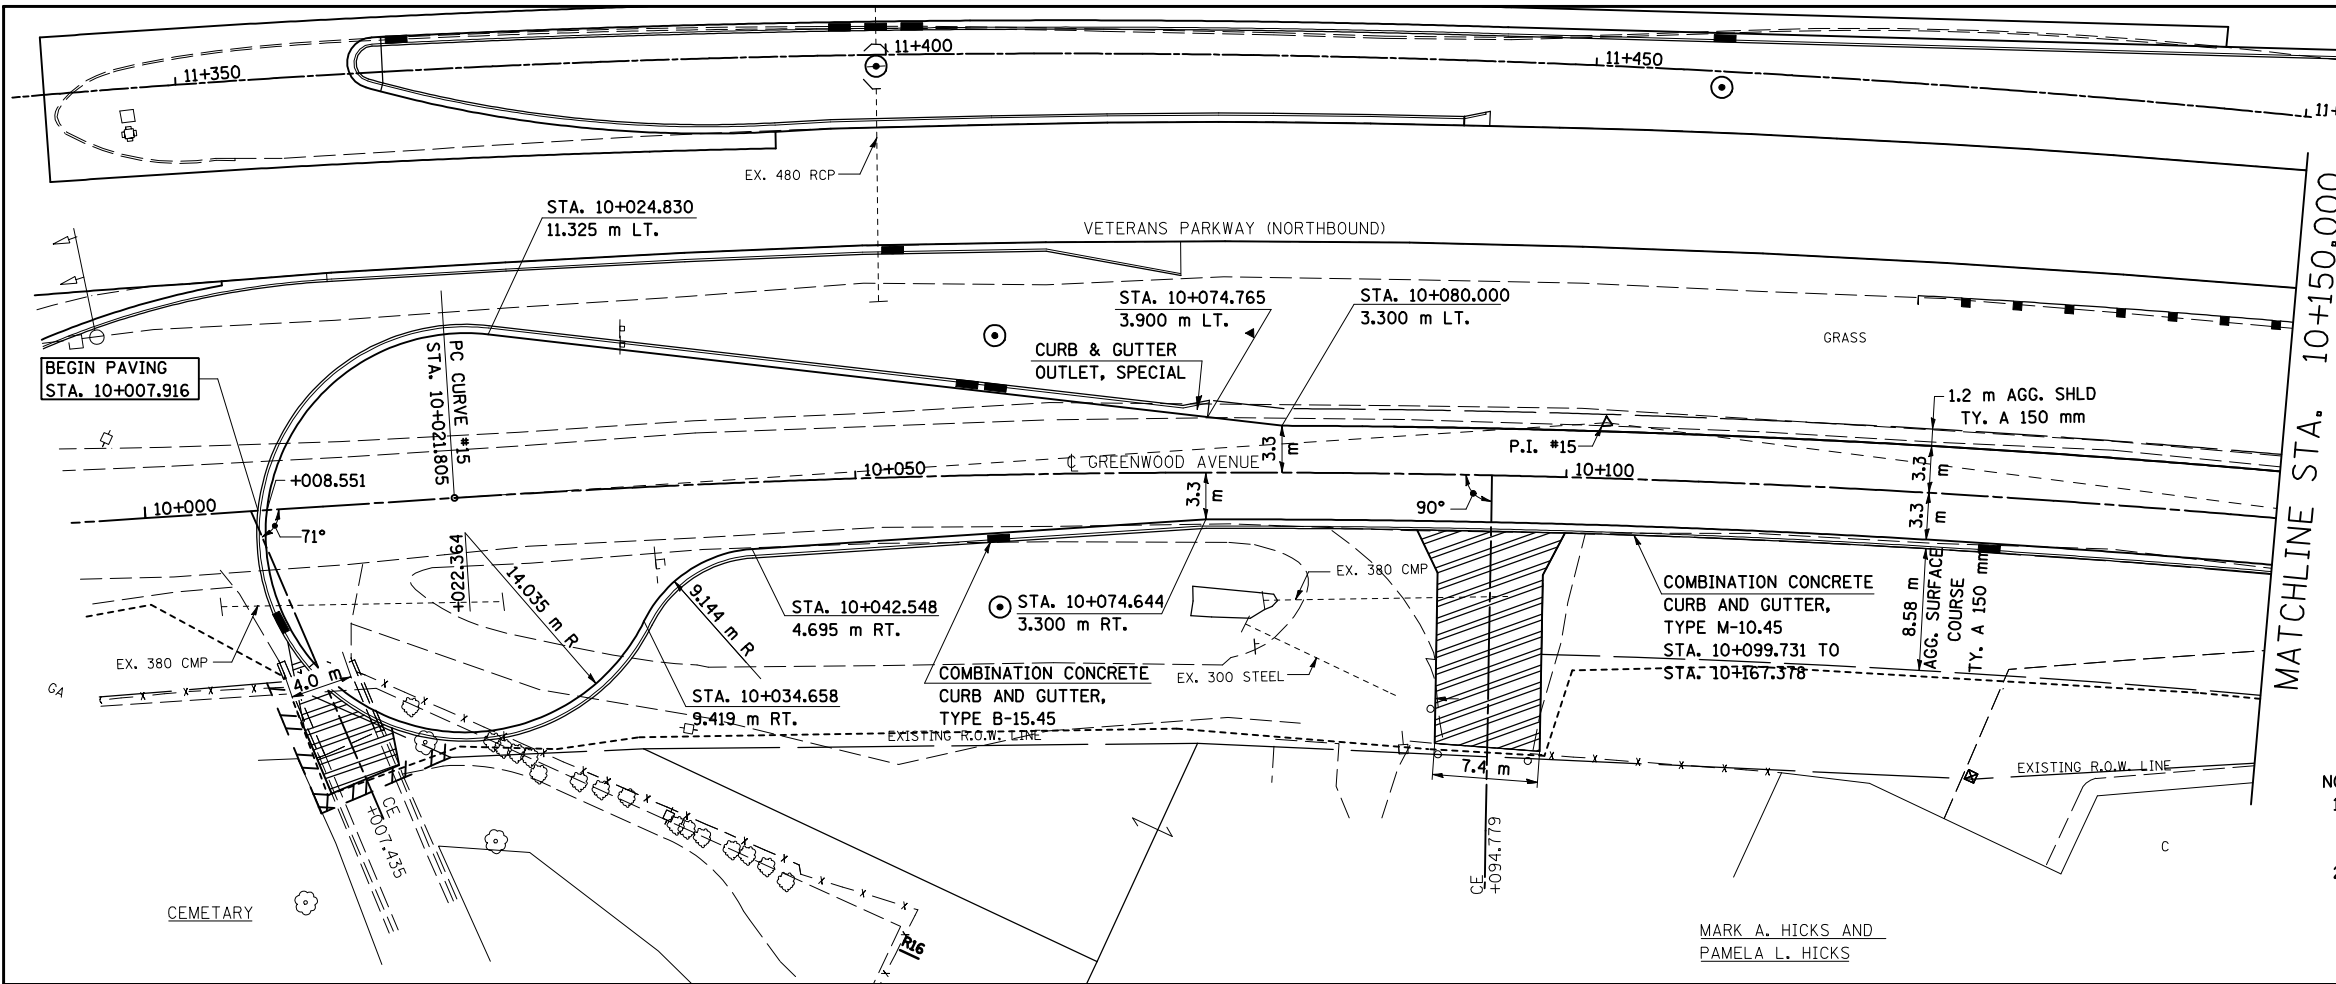 11+350
11+400
11+450
11+
EX. 480 RCP
STA. 10+024.830
11.325 m LT.
VETERANS PARKWAY (NORTHBOUND)
STA. 10+074.765
3.900 m LT.
STA. 10+080.000
3.300 m LT.
GRASS
CURB & GUTTER
OUTLET, SPECIAL
BEGIN PAVING
STA. 10+007.916
PC CURVE #15
STA. 10+021.805
1.2 m AGG. SHLD
TY. A 150 mm
P.I. #15
3.3 m
℄ GREENWOOD AVENUE
10+000
10+050
10+100
+008.551
71°
3.3 m
90°
3.3 m
3.3 m
+022.364
14.035 m R
9.144 m R
STA. 10+042.548
4.695 m RT.
STA. 10+074.644
3.300 m RT.
EX. 380 CMP
COMBINATION CONCRETE
CURB AND GUTTER,
TYPE M-10.45
STA. 10+099.731 TO
STA. 10+167.378
8.58 m
AGG. SURFACE
COURSE
TY. A 150 mm
MATCHLINE STA. 10+150.000
EX. 380 CMP
GA
4.0 m
STA. 10+034.658
9.419 m RT.
COMBINATION CONCRETE
CURB AND GUTTER,
TYPE B-15.45
EX. 300 STEEL
EXISTING R.O.W. LINE
7.4 m
EXISTING R.O.W. LINE
CE
+007.435
CE
+094.779
C
CEMETARY
R16
MARK A. HICKS AND
PAMELA L. HICKS